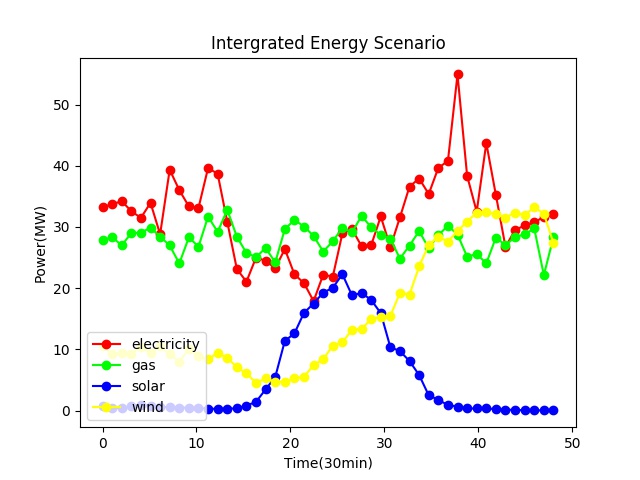 Intergrated Energy Scenario
Power(MW)
50
40
30
20
10
0
electricity
gas
solar
wind
0 10 20 30 40 50
Time(30min)